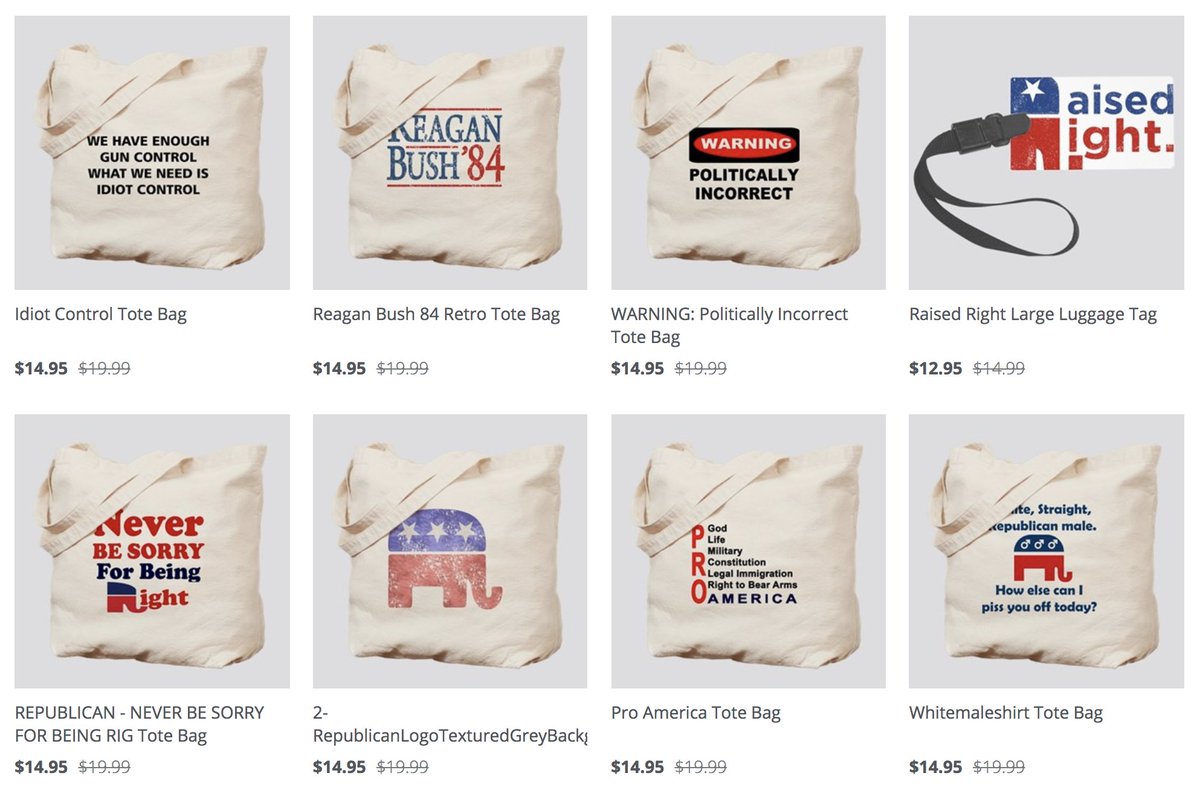 WE HAVE ENOUGH
GUN CONTROL
WHAT WE NEED IS
IDIOT CONTROL
REAGAN
BUSH '84
WARNING
POLITICALLY
INCORRECT
aised
ight.
Idiot Control Tote Bag
$14.95 $19.99
Reagan Bush 84 Retro Tote Bag
$14.95 $19.99
WARNING: Politically Incorrect
Tote Bag
$14.95 $19.99
Raised Right Large Luggage Tag
$12.95 $14.99
Never
BE SORRY
For Being
Right
God
Life
Military
Constitution
Legal Immigration
Right to Bear Arms
PRO AMERICA
ite, Straight,
epublican male.
How else can I
piss you off today?
REPUBLICAN - NEVER BE SORRY
FOR BEING RIG Tote Bag
$14.95 $19.99
2-
RepublicanLogoTexturedGreyBackg
$14.95 $19.99
Pro America Tote Bag
$14.95 $19.99
Whitemaleshirt Tote Bag
$14.95 $19.99